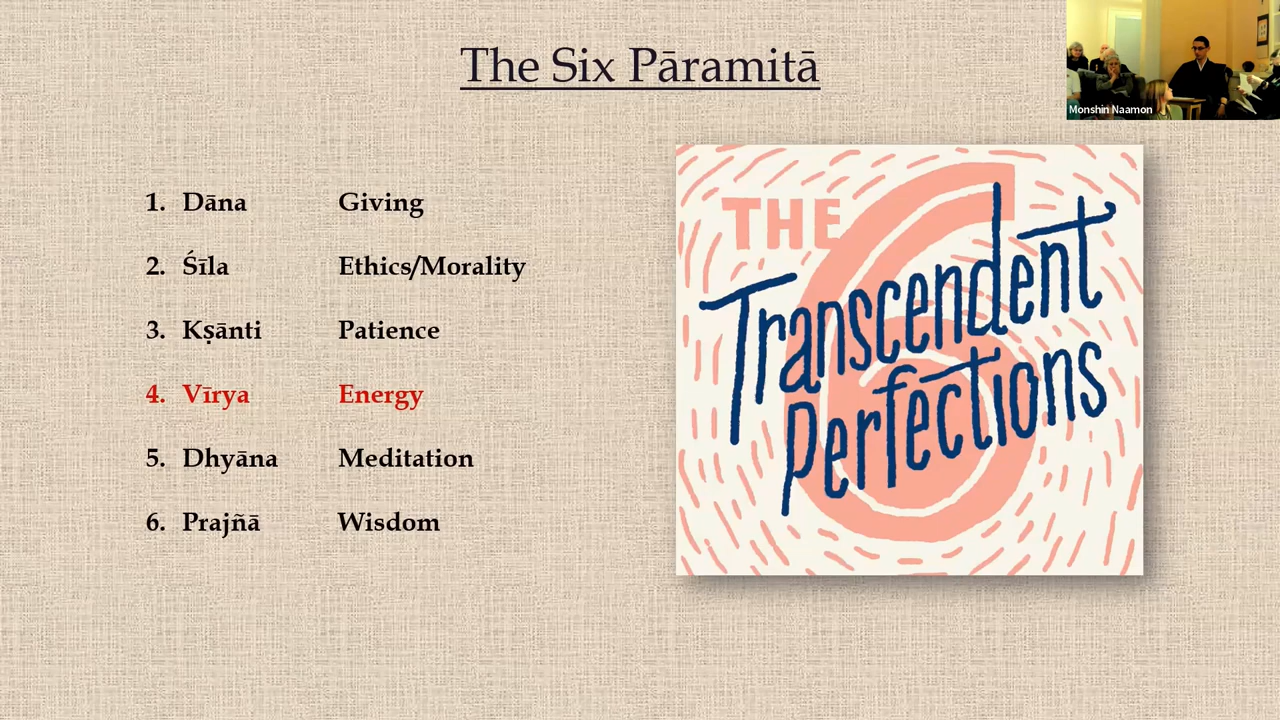 The Six Pāramitā
Monshin Naamon
1. Dāna Giving
2. Śīla Ethics/Morality
3. Kṣānti Patience
4. Vīrya Energy
5. Dhyāna Meditation
6. Prajñā Wisdom
THE
6
Transcendent
Perfections